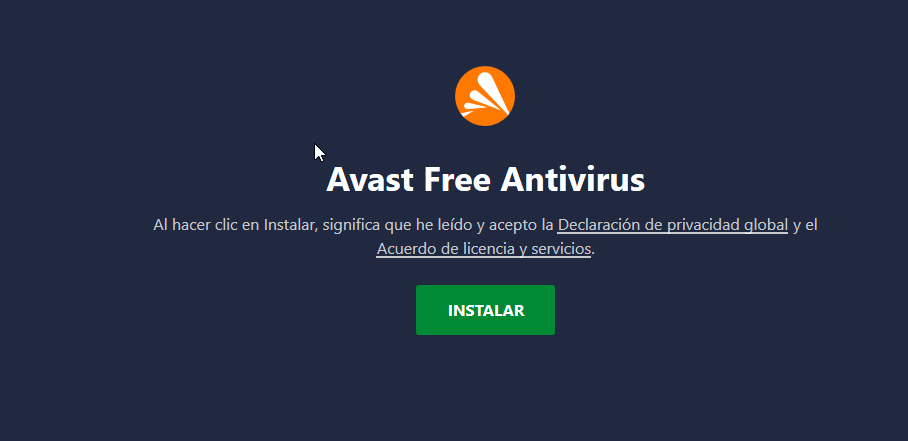 Avast Free Antivirus
Al hacer clic en Instalar, significa que he leído y acepto la Declaración de privacidad global y el
Acuerdo de licencia y servicios.
INSTALAR